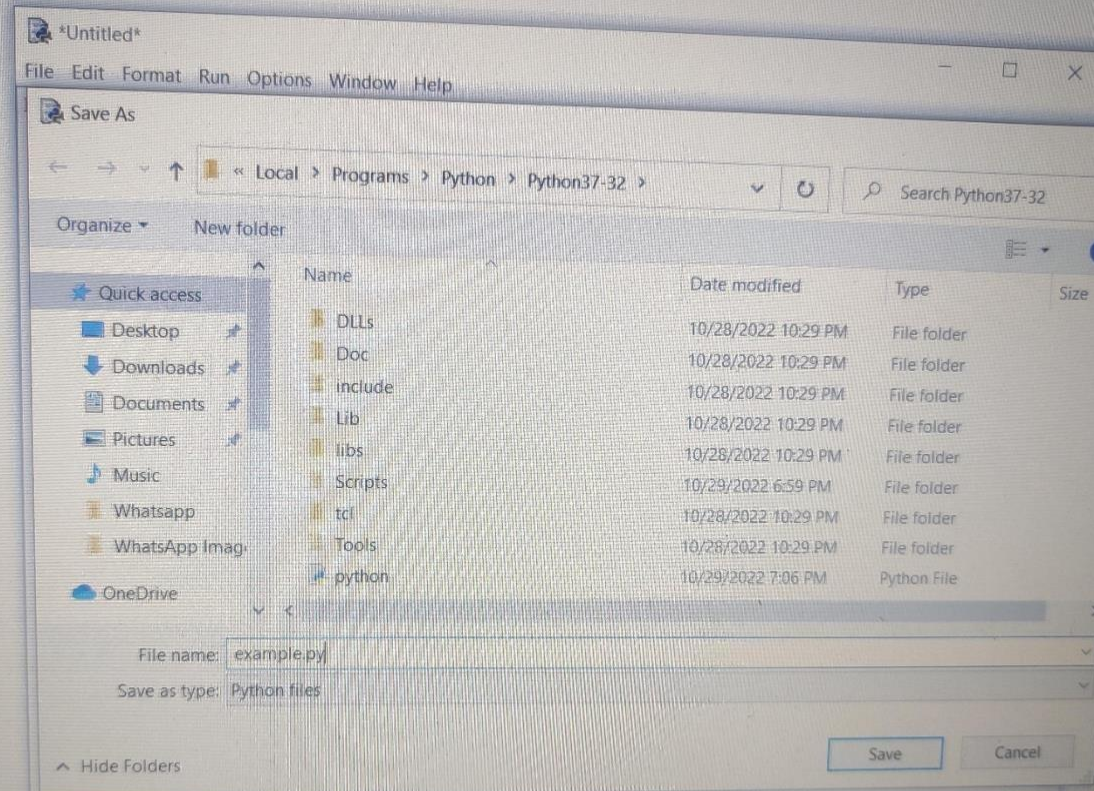 *Untitled*
File Edit Format Run Options Window Help
Save As
« Local > Programs > Python > Python37-32 >
Search Python37-32
Organize New folder
Name Date modified Type Size
Quick access
Desktop
Downloads
Documents
Pictures
Music
Whatsapp
WhatsApp Imag
OneDrive
DLLs 10/28/2022 10:29 PM File folder
Doc 10/28/2022 10:29 PM File folder
include 10/28/2022 10:29 PM File folder
Lib 10/28/2022 10:29 PM File folder
libs 10/28/2022 10:29 PM File folder
Scripts 10/29/2022 6:59 PM File folder
tcl 10/28/2022 10:29 PM File folder
Tools 10/28/2022 10:29 PM File folder
python 10/29/2022 7:06 PM Python File
File name: example.py
Save as type: Python files
Hide Folders
Save Cancel